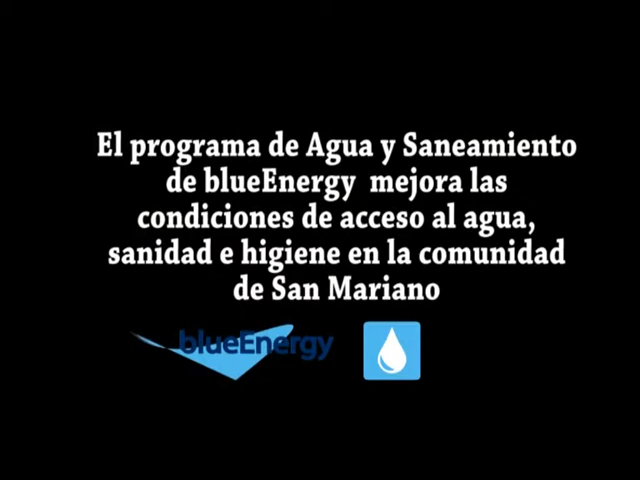 El programa de Agua y Saneamiento
de blueEnergy mejora las
condiciones de acceso al agua,
sanidad e higiene en la comunidad
de San Mariano
blueEnergy